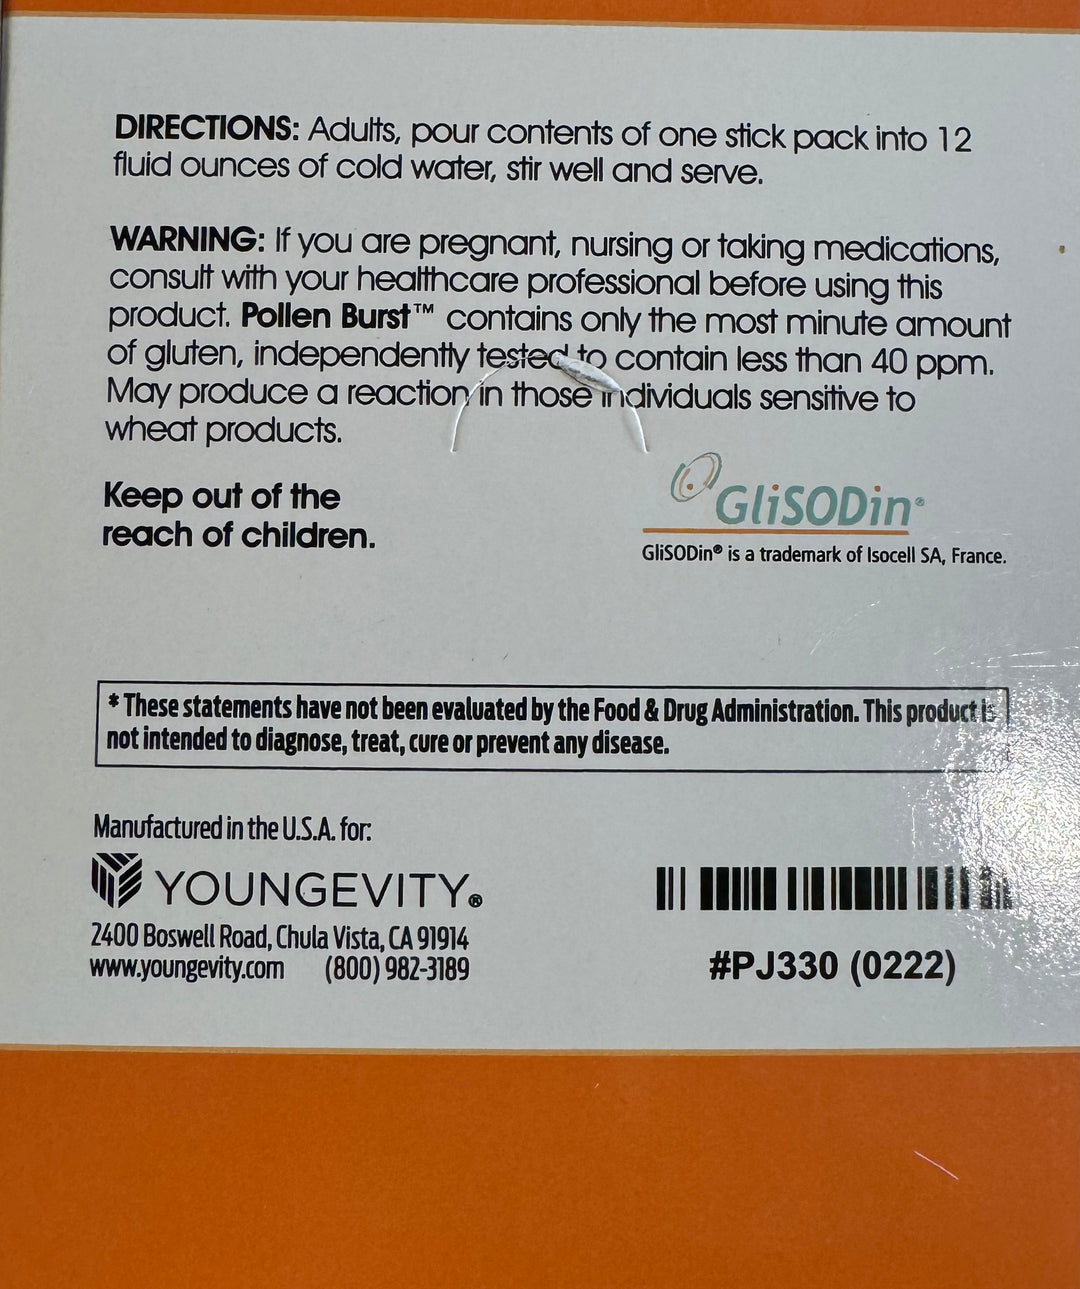 DIRECTIONS: Adults, pour contents of one stick pack into 12
fluid ounces of cold water, stir well and serve.
WARNING: If you are pregnant, nursing or taking medications,
consult with your healthcare professional before using this
product. Pollen Burst™ contains only the most minute amount
of gluten, independently tested to contain less than 40 ppm.
May produce a reaction in those individuals sensitive to
wheat products.
Keep out of the
reach of children.
GliSODin®
GliSODin® is a trademark of Isocell SA, France.
* These statements have not been evaluated by the Food & Drug Administration. This product is
not intended to diagnose, treat, cure or prevent any disease.
Manufactured in the U.S.A. for:
YOUNGEVITY®
2400 Boswell Road, Chula Vista, CA 91914
www.youngevity.com (800) 982-3189
#PJ330 (0222)